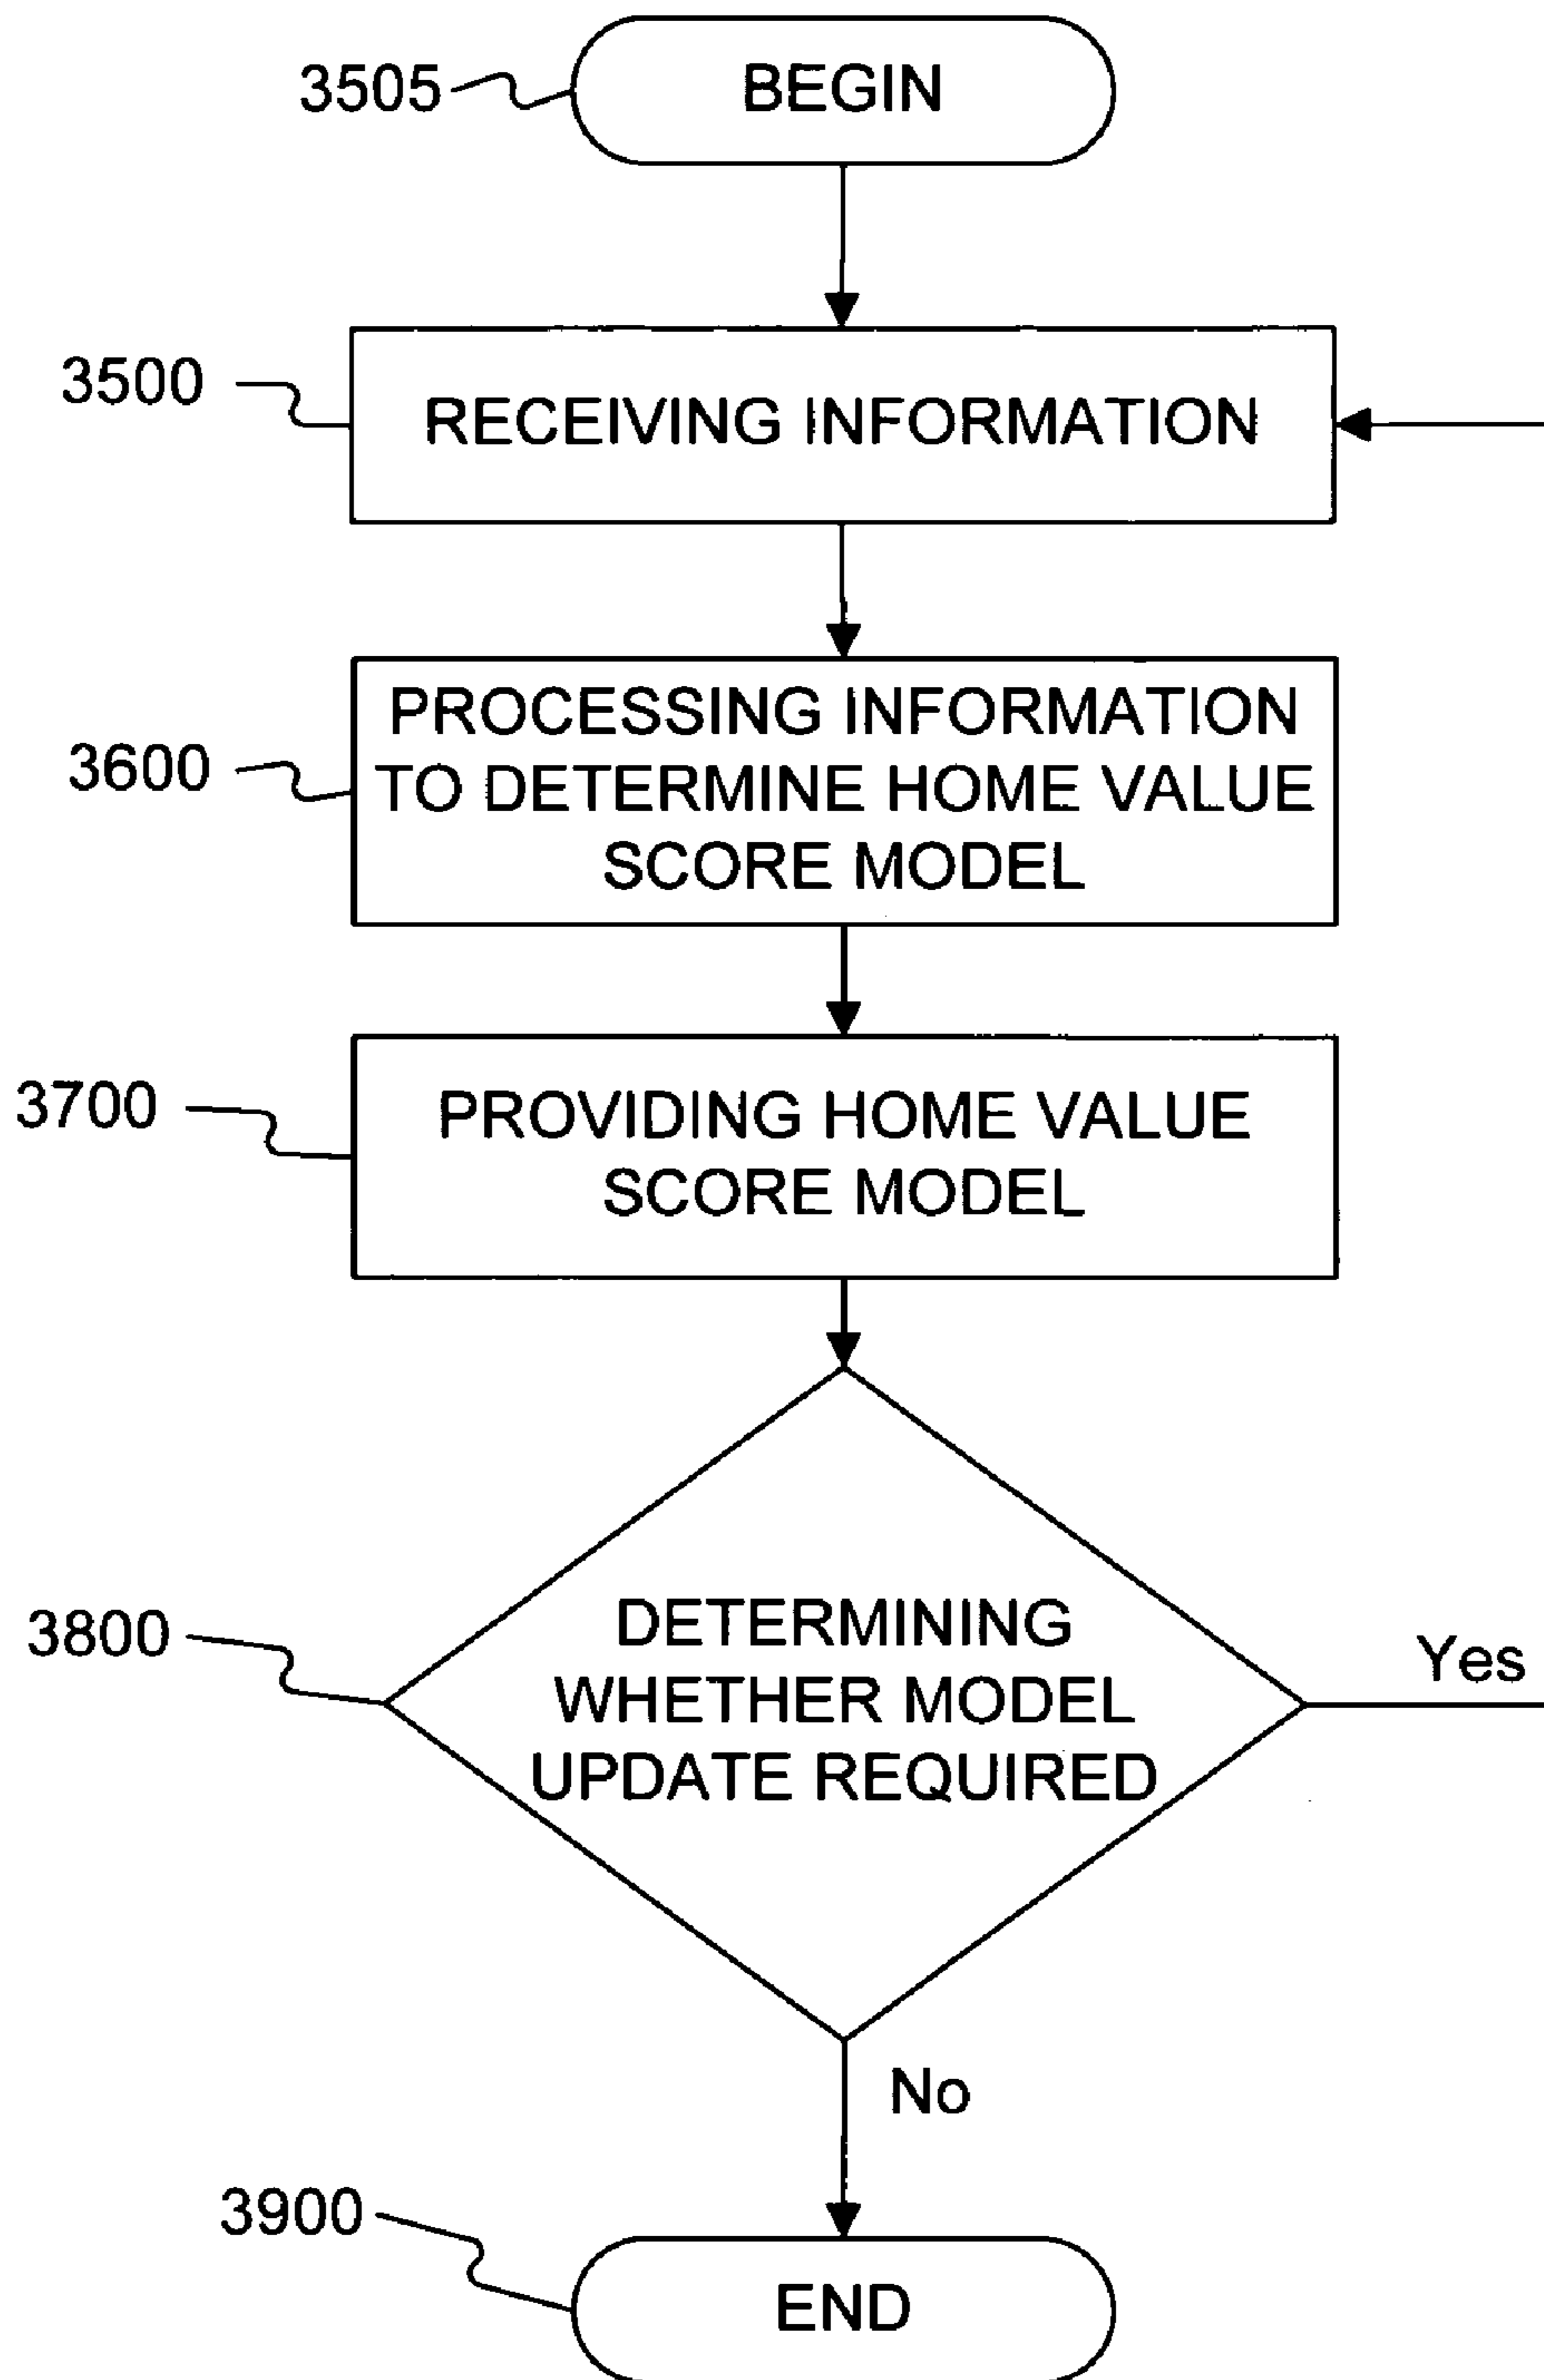 3505
BEGIN
3500
RECEIVING INFORMATION
3600
PROCESSING INFORMATION
TO DETERMINE HOME VALUE
SCORE MODEL
3700
PROVIDING HOME VALUE
SCORE MODEL
3800
DETERMINING
WHETHER MODEL
UPDATE REQUIRED
Yes
No
3900
END